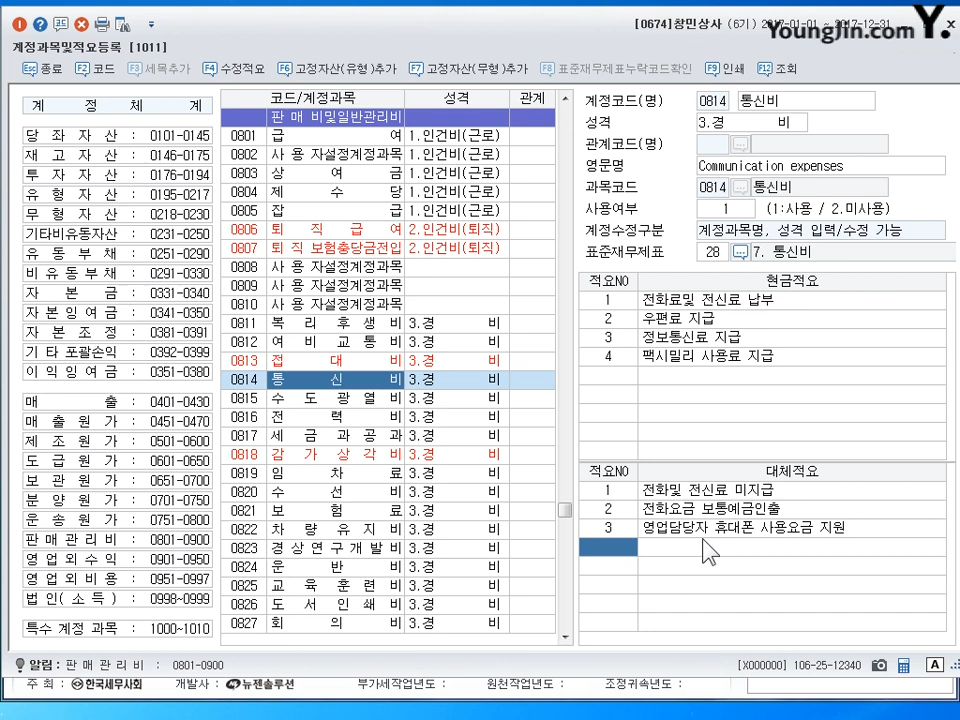 [0674]창민상사 (6기) 2017-01-01 ~ 2017-12-31
YoungJin.com Y.
계정과목및적요등록 [1011]
Esc 종료 F2 코드 F3 세목추가 F4 수정적요 F6 고정자산(유형)추가 F7 고정자산(무형)추가 F8 표준재무제표누락코드확인 F9 인쇄 F12 조회
계 정 체 계
당 좌 자 산 : 0101-0145
재 고 자 산 : 0146-0175
투 자 자 산 : 0176-0194
유 형 자 산 : 0195-0217
무 형 자 산 : 0218-0230
기타비유동자산 : 0231-0250
유 동 부 채 : 0251-0290
비 유 동 부 채 : 0291-0330
자 본 금 : 0331-0340
자 본 잉 여 금 : 0341-0350
자 본 조 정 : 0381-0391
기 타 포괄손익 : 0392-0399
이 익 잉 여 금 : 0351-0380
매 출 : 0401-0430
매 출 원 가 : 0451-0470
제 조 원 가 : 0501-0600
도 급 원 가 : 0601-0650
보 관 원 가 : 0651-0700
분 양 원 가 : 0701-0750
운 송 원 가 : 0751-0800
판 매 관 리 비 : 0801-0900
영 업 외 수 익 : 0901-0950
영 업 외 비 용 : 0951-0997
법 인( 소 득 ) : 0998~0999
특수 계정 과목 : 1000~1010
코드/계정과목 성격 관계
판 매 비및일반관리비
0801 급 여 1.인건비(근로)
0802 사 용 자설정계정과목 1.인건비(근로)
0803 상 여 금 1.인건비(근로)
0804 제 수 당 1.인건비(근로)
0805 잡 급 1.인건비(근로)
0806 퇴 직 급 여 2.인건비(퇴직)
0807 퇴 직 보험충당금전입 2.인건비(퇴직)
0808 사 용 자설정계정과목
0809 사 용 자설정계정과목
0810 사 용 자설정계정과목
0811 복 리 후 생 비 3.경 비
0812 여 비 교 통 비 3.경 비
0813 접 대 비 3.경 비
0814 통 신 비 3.경 비
0815 수 도 광 열 비 3.경 비
0816 전 력 비 3.경 비
0817 세 금 과 공 과 3.경 비
0818 감 가 상 각 비 3.경 비
0819 임 차 료 3.경 비
0820 수 선 비 3.경 비
0821 보 험 료 3.경 비
0822 차 량 유 지 비 3.경 비
0823 경 상 연 구 개 발 비 3.경 비
0824 운 반 비 3.경 비
0825 교 육 훈 련 비 3.경 비
0826 도 서 인 쇄 비 3.경 비
0827 회 의 비 3.경 비
계정코드(명) 0814 통신비
성격 3.경 비
관계코드(명)
영문명 Communication expenses
과목코드 0814 통신비
사용여부 1 (1:사용 / 2.미사용)
계정수정구분 계정과목명, 성격 입력/수정 가능
표준재무제표 28 7. 통신비
적요NO 현금적요
1 전화료및 전신료 납부
2 우편료 지급
3 정보통신료 지급
4 팩시밀리 사용료 지급
적요NO 대체적요
1 전화및 전신료 미지급
2 전화요금 보통예금인출
3 영업담당자 휴대폰 사용요금 지원
알림: 판 매 관 리 비 : 0801-0900 [X000000] 106-25-12340 A
주 최 : 한국세무사회 개발사 : 뉴젠솔루션 부가세작업년도 : 원천작업년도 : 조정귀속년도 :